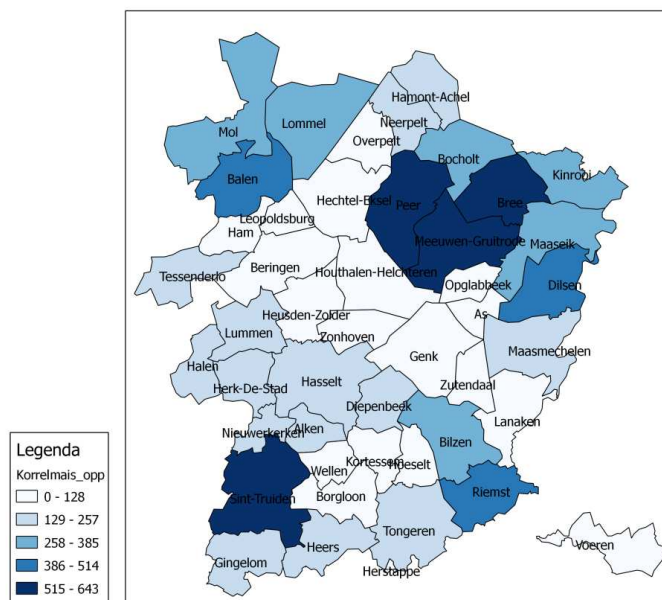 Hamont-Achel
Neerpelt
Mol
Lommel
Overpelt
Bocholt
Kinrooi
Balen
Hechtel-Eksel
Peer
Bree
Leopoldsburg
Ham
Meeuwen-Gruitrode
Maaseik
Tessenderlo
Beringen
Houthalen-Helchteren
Opglabbeek
Dilsen
Heusden-Zolder
As
Lummen
Zonhoven
Genk
Maasmechelen
Halen
Herk-De-Stad
Hasselt
Zutendaal
Diepenbeek
Lanaken
Nieuwerkerken
Alken
Bilzen
Legenda
Korrelmais_opp
0 - 128
129 - 257
258 - 385
386 - 514
515 - 643
Wellen
Kortessem
Hoeselt
Sint-Truiden
Borgloon
Riemst
Tongeren
Voeren
Gingelom
Heers
Herstappe